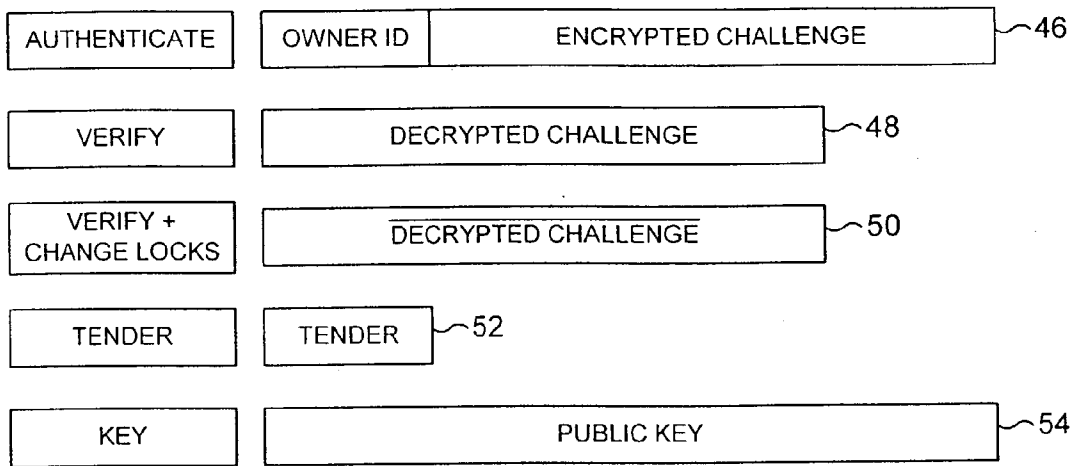 AUTHENTICATE OWNER ID ENCRYPTED CHALLENGE 46
VERIFY DECRYPTED CHALLENGE 48
VERIFY +
CHANGE LOCKS DECRYPTED CHALLENGE 50
TENDER TENDER 52
KEY PUBLIC KEY 54